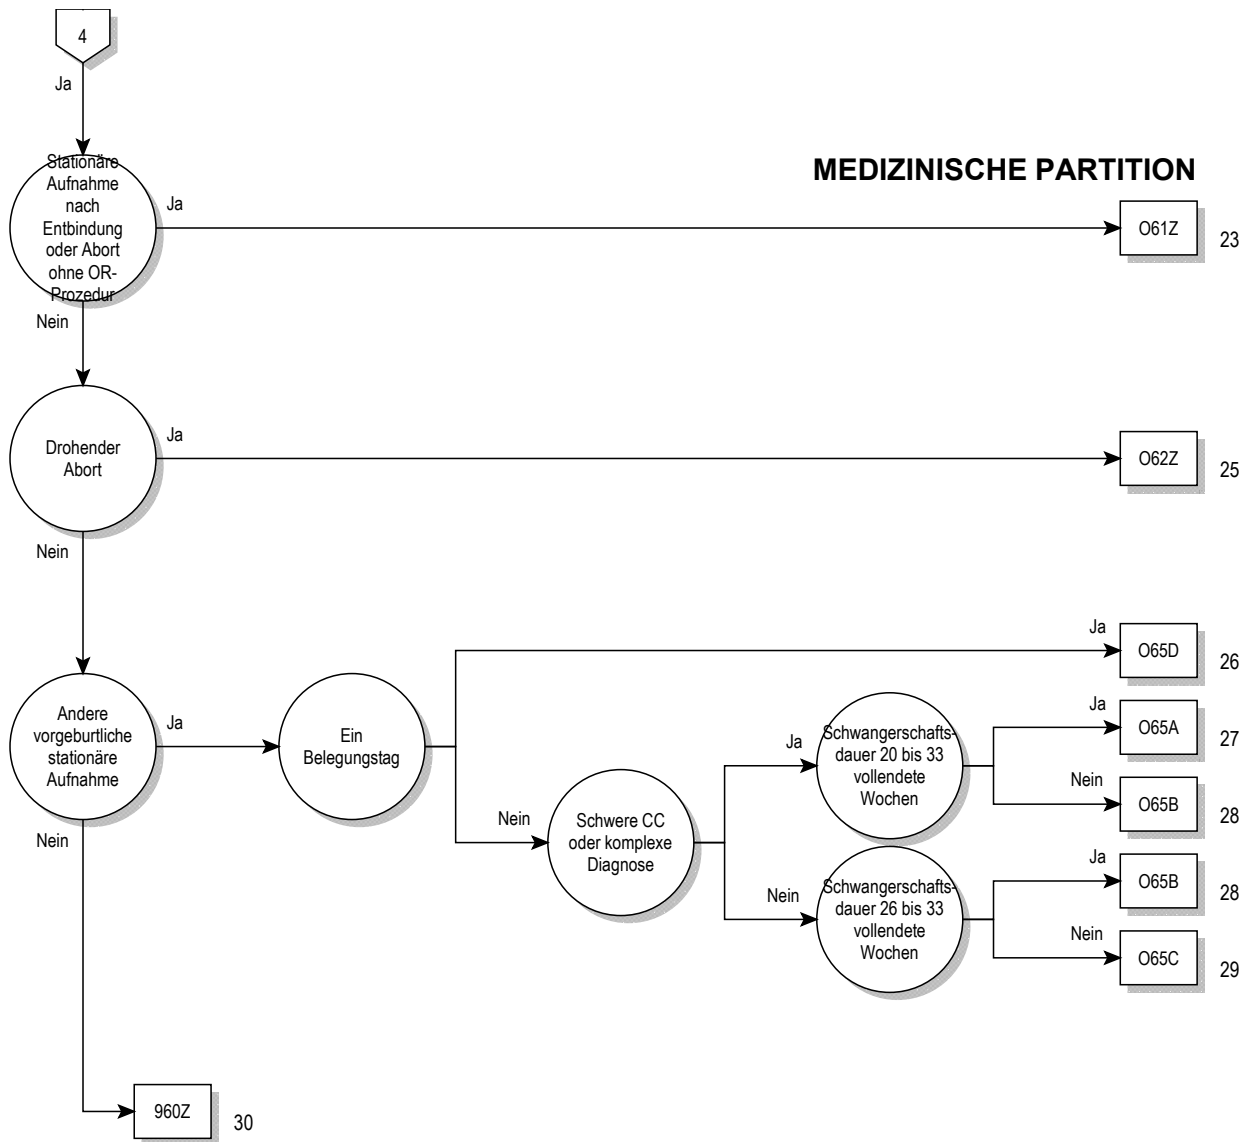 4
Ja
Stationäre
Aufnahme
nach
Entbindung
oder Abort
ohne OR-
Prozedur
Ja
Nein
MEDIZINISCHE PARTITION
O61Z
23
Drohender
Abort
Ja
Nein
O62Z
25
Andere
vorgeburtliche
stationäre
Aufnahme
Ja
Nein
Ein
Belegungstag
Ja
O65D
26
Nein
Schwere CC
oder komplexe
Diagnose
Ja
Schwangerschafts-
dauer 20 bis 33
vollendete
Wochen
Ja
O65A
27
Nein
O65B
28
Nein
Schwangerschafts-
dauer 26 bis 33
vollendete
Wochen
Ja
O65B
28
Nein
O65C
29
960Z
30